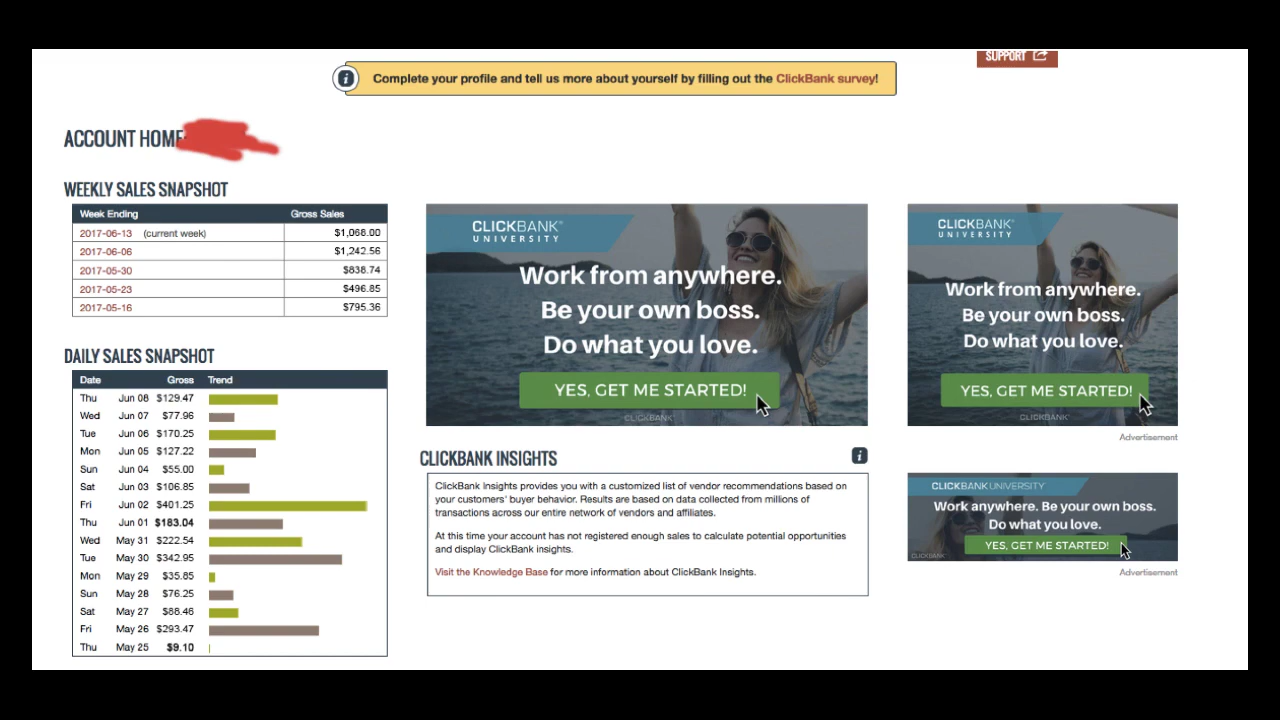 SUPPORT
Complete your profile and tell us more about yourself by filling out the ClickBank survey!
ACCOUNT HOME
WEEKLY SALES SNAPSHOT
Week Ending Gross Sales
2017-06-13 (current week) $1,068.00
2017-06-06 $1,242.56
2017-05-30 $838.74
2017-05-23 $496.85
2017-05-16 $795.36
DAILY SALES SNAPSHOT
Date Gross Trend
Thu Jun 08 $129.47
Wed Jun 07 $77.96
Tue Jun 06 $170.25
Mon Jun 05 $127.22
Sun Jun 04 $55.00
Sat Jun 03 $106.85
Fri Jun 02 $401.25
Thu Jun 01 $183.04
Wed May 31 $222.54
Tue May 30 $342.95
Mon May 29 $35.85
Sun May 28 $76.25
Sat May 27 $88.46
Fri May 26 $293.47
Thu May 25 $9.10
CLICKBANK®
UNIVERSITY
Work from anywhere.
Be your own boss.
Do what you love.
YES, GET ME STARTED!
CLICKBANK®
CLICKBANK INSIGHTS
ClickBank Insights provides you with a customized list of vendor recommendations based on
your customers' buyer behavior. Results are based on data collected from millions of
transactions across our entire network of vendors and affiliates.
At this time your account has not registered enough sales to calculate potential opportunities
and display ClickBank insights.
Visit the Knowledge Base for more information about ClickBank Insights.
CLICKBANK®
UNIVERSITY
Work from anywhere.
Be your own boss.
Do what you love.
YES, GET ME STARTED!
CLICKBANK®
Advertisement
CLICKBANK UNIVERSITY
Work from anywhere. Be your own boss.
Do what you love.
YES, GET ME STARTED!
CLICKBANK®
Advertisement